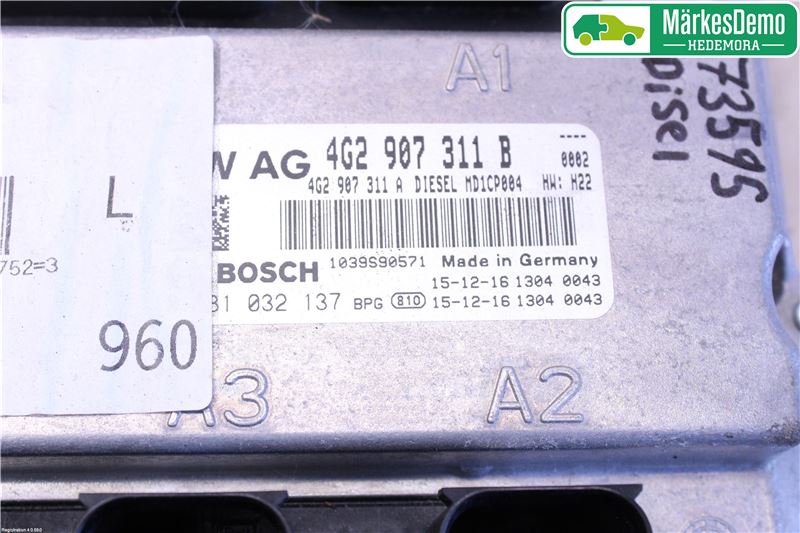 MärkesDemo
HEDEMORA
A1
73595
Disel
W AG 4G2 907 311 B
0002
4G2 907 311 A DIESEL MD1CP004 HW: H22
L
752=3
BOSCH 1039S90571 Made in Germany
15-12-16 1304 0043
81 032 137 BPG 810 15-12-16 1304 0043
960
A3 A2